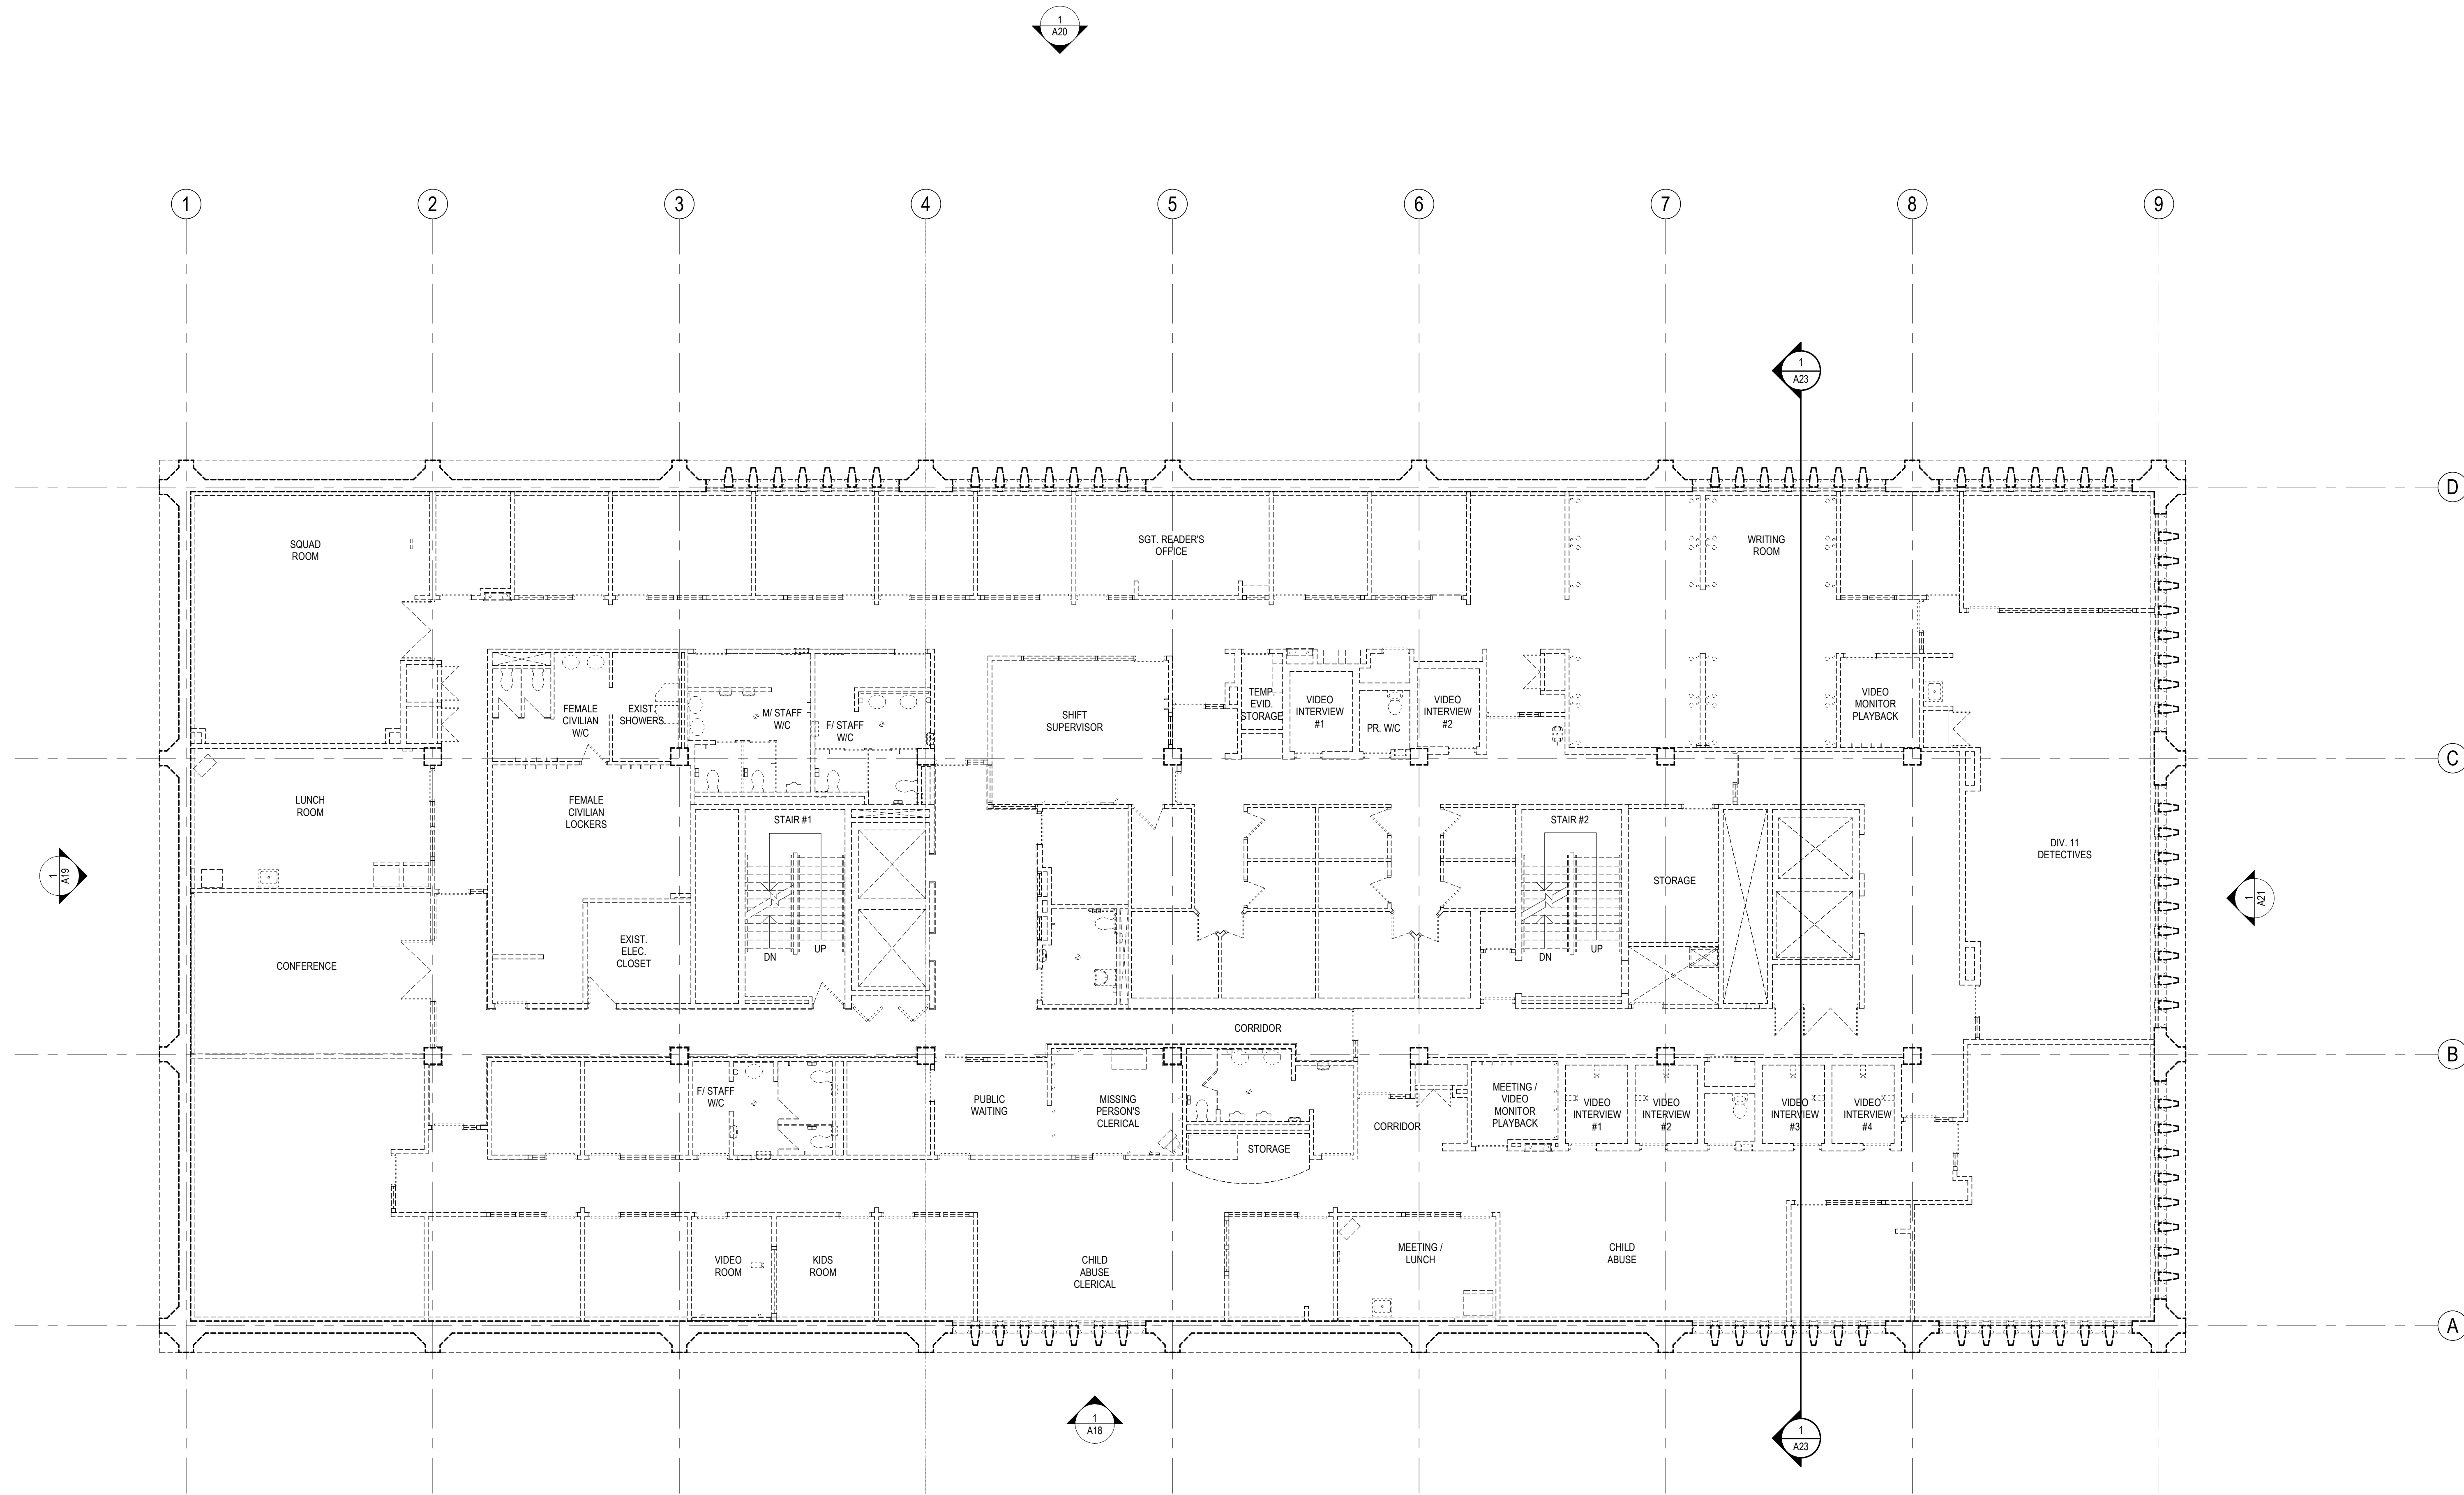 1
A20
1
2
3
4
5
6
7
8
9
1
A23
D
SQUAD
ROOM
SGT. READER'S
OFFICE
WRITING
ROOM
FEMALE
CIVILIAN
W/C
EXIST.
SHOWERS
M/ STAFF
W/C
F/ STAFF
W/C
SHIFT
SUPERVISOR
TEMP.
EVID.
STORAGE
VIDEO
INTERVIEW
#1
PR. W/C
VIDEO
INTERVIEW
#2
VIDEO
MONITOR
PLAYBACK
C
LUNCH
ROOM
FEMALE
CIVILIAN
LOCKERS
STAIR #1
STAIR #2
DIV. 11
DETECTIVES
1
A19
STORAGE
1
A21
CONFERENCE
EXIST.
ELEC.
CLOSET
DN
UP
DN
UP
CORRIDOR
B
F/ STAFF
W/C
PUBLIC
WAITING
MISSING
PERSON'S
CLERICAL
STORAGE
CORRIDOR
MEETING /
VIDEO
MONITOR
PLAYBACK
VIDEO
INTERVIEW
#1
VIDEO
INTERVIEW
#2
VIDEO
INTERVIEW
#3
VIDEO
INTERVIEW
#4
VIDEO
ROOM
KIDS
ROOM
CHILD
ABUSE
CLERICAL
MEETING /
LUNCH
CHILD
ABUSE
A
1
A18
1
A23